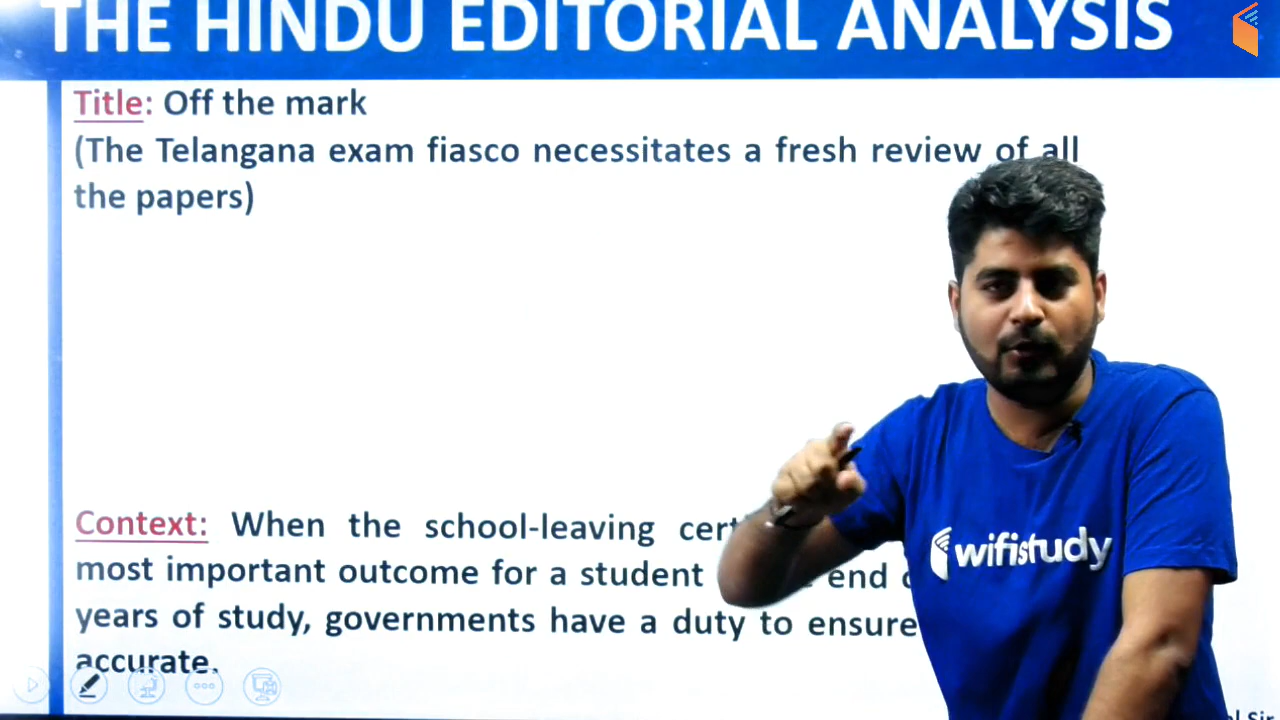 THE HINDU EDITORIAL ANALYSIS
Title: Off the mark
(The Telangana exam fiasco necessitates a fresh review of all
the papers)
Context: When the school-leaving
most important outcome for a student end
years of study, governments have a duty to ensure
accurate.
wifistudy